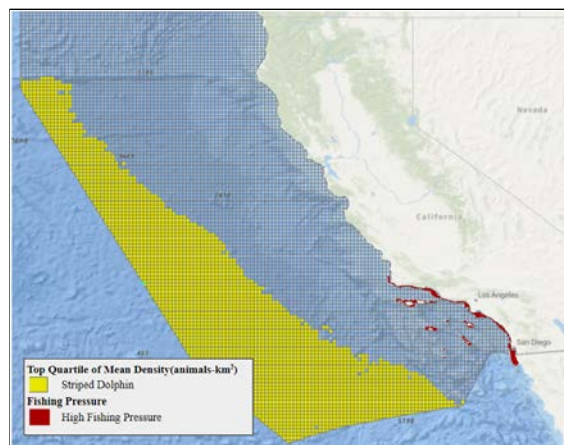 Nevada
California
Los Angeles
San Diego
Top Quartile of Mean Density(animals-km²)
Striped Dolphin
Fishing Pressure
High Fishing Pressure